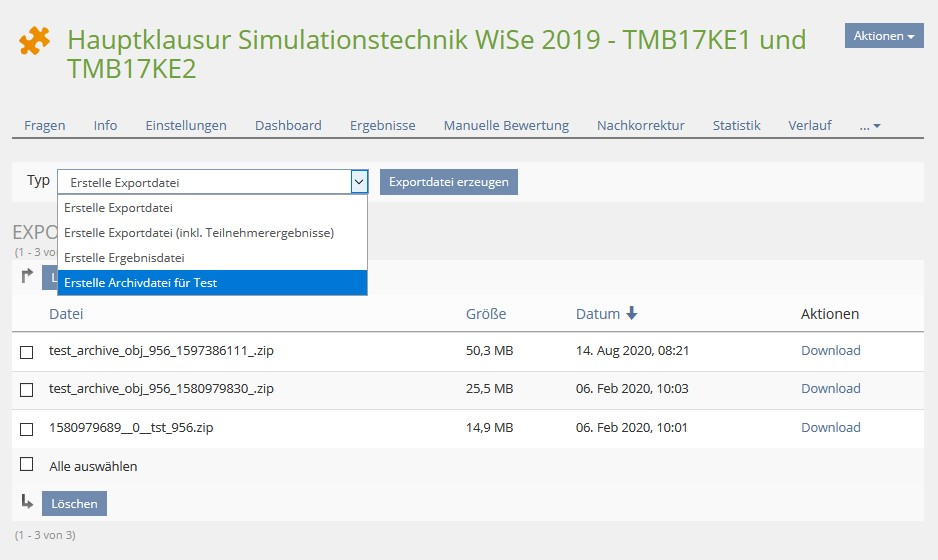 Hauptklausur Simulationstechnik WiSe 2019 - TMB17KE1 und
TMB17KE2
Aktionen
Fragen Info Einstellungen Dashboard Ergebnisse Manuelle Bewertung Nachkorrektur Statistik Verlauf ...
Typ Erstelle Exportdatei Exportdatei erzeugen
Erstelle Exportdatei
Erstelle Exportdatei (inkl. Teilnehmerergebnisse)
Erstelle Ergebnisdatei
Erstelle Archivdatei für Test
EXPO
(1 - 3 vo
Datei Größe Datum Aktionen
test_archive_obj_956_1597386111_.zip 50,3 MB 14. Aug 2020, 08:21 Download
test_archive_obj_956_1580979830_.zip 25,5 MB 06. Feb 2020, 10:03 Download
1580979689__0__tst_956.zip 14,9 MB 06. Feb 2020, 10:01 Download
Alle auswählen
Löschen
(1 - 3 von 3)